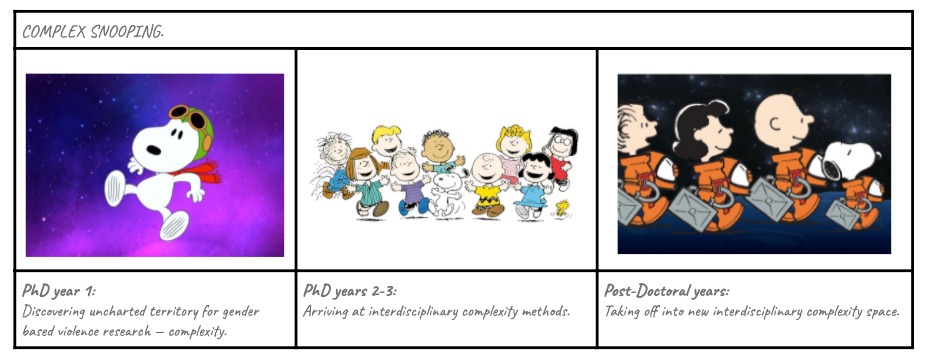 COMPLEX SNOOPING.
PhD year 1:
Discovering uncharted territory for gender
based violence research – complexity.
PhD years 2-3:
Arriving at interdisciplinary complexity methods.
Post-Doctoral years:
Taking off into new interdisciplinary complexity space.